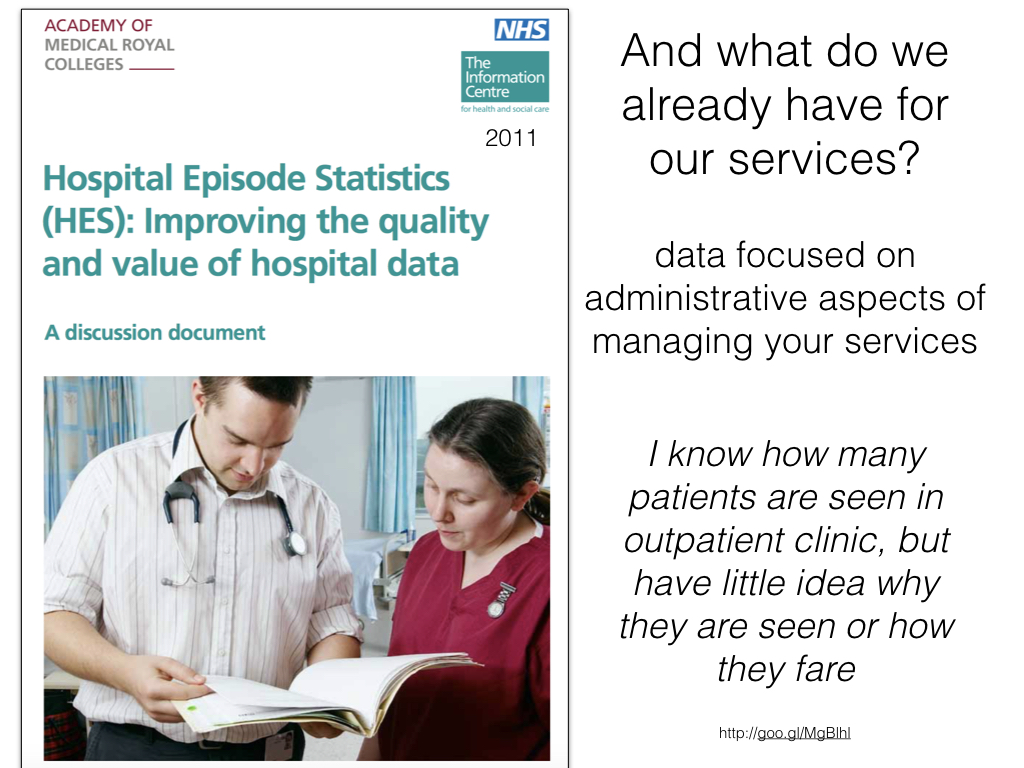 ACADEMY OF
MEDICAL ROYAL
COLLEGES
NHS
The
Information
Centre
for health and social care
2011
Hospital Episode Statistics
(HES): Improving the quality
and value of hospital data
A discussion document
And what do we
already have for
our services?
data focused on
administrative aspects of
managing your services
I know how many
patients are seen in
outpatient clinic, but
have little idea why
they are seen or how
they fare
http://goo.gl/MgBlhl